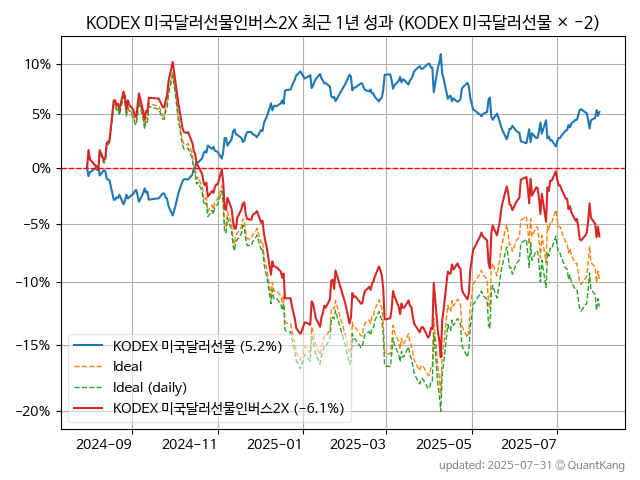 KODEX 미국달러선물인버스2X 최근 1년 성과 (KODEX 미국달러선물 × −2)
10%
5%
0%
−5%
−10%
−15%
−20%
KODEX 미국달러선물 (5.2%)
Ideal
Ideal (daily)
KODEX 미국달러선물인버스2X (−6.1%)
2024−09 2024−11 2025−01 2025−03 2025−05 2025−07
updated: 2025-07-31 © QuantKang